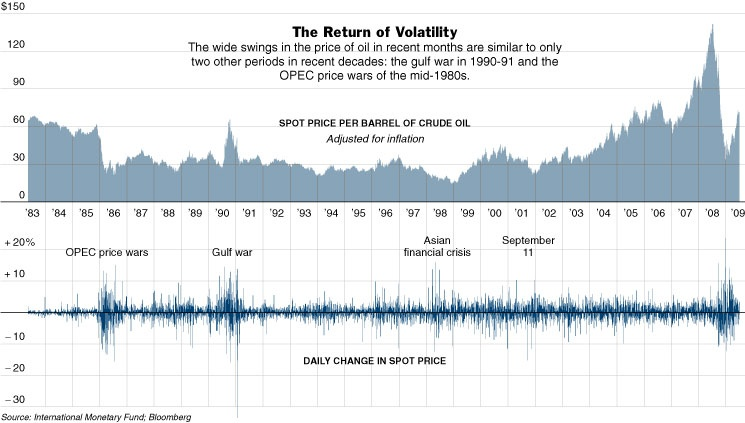 $150
The Return of Volatility
The wide swings in the price of oil in recent months are similar to only
two other periods in recent decades: the gulf war in 1990-91 and the
OPEC price wars of the mid-1980s.
120
90
60
30
0
SPOT PRICE PER BARREL OF CRUDE OIL
Adjusted for inflation
'83 '84 '85 '86 '87 '88 '89 '90 '91 '92 '93 '94 '95 '96 '97 '98 '99 '00 '01 '02 '03 '04 '05 '06 '07 '08 '09
+20%
+10
0
–10
–20
–30
OPEC price wars
Gulf war
Asian
financial crisis
September
11
DAILY CHANGE IN SPOT PRICE
Source: International Monetary Fund; Bloomberg